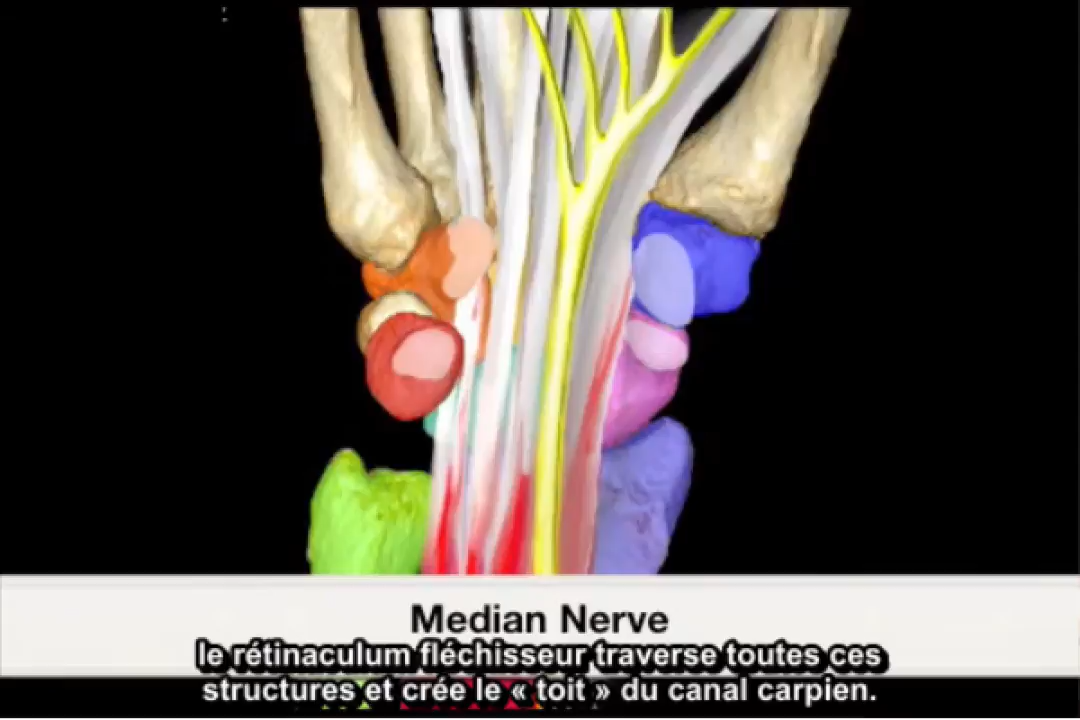 Median Nerve
le rétinaculum fléchisseur traverse toutes ces
structures et crée le « toit » du canal carpien.